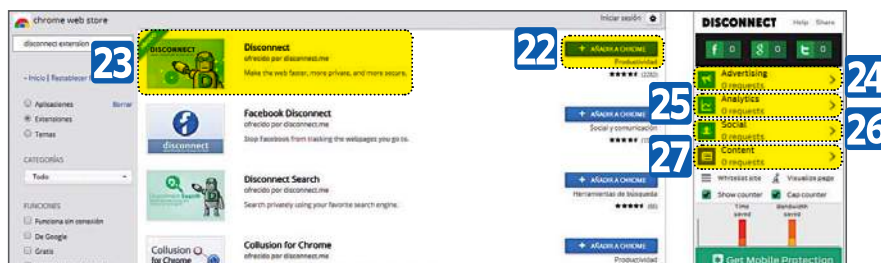 chrome web store
Iniciar sesión
disconnect extension
« Inicio | Restablecer
Aplicaciones
Borrar
Extensiones
Temas
CATEGORÍAS
Todo
FUNCIONES
Funciona sin conexión
De Google
Gratis
23
DISCONNECT
Disconnect
ofrecido por disconnect.me
Make the web faster, more private, and more secure.
22
+ AÑADIR A CHROME
Productividad
disconnect
Facebook Disconnect
ofrecido por disconnect.me
Stop Facebook from tracking the webpages you go to.
+ AÑADIR A CHROME
Social y comunicación
Disconnect Search
ofrecido por disconnect.me
Search privately using your favorite search engine.
+ AÑADIR A CHROME
Herramientas de búsqueda
Collusion
for Chrome
Collusion for Chrome
ofrecido por disconnect.me
+ AÑADIR A CHROME
Productividad
DISCONNECT
Help Share
f 0 g 0 t 0
Advertising
0 requests
24
25
Analytics
0 requests
Social
0 requests
26
27
Content
0 requests
Whitelist site
Visualize page
Show counter
Cap counter
Time
saved
Bandwidth
saved
Get Mobile Protection